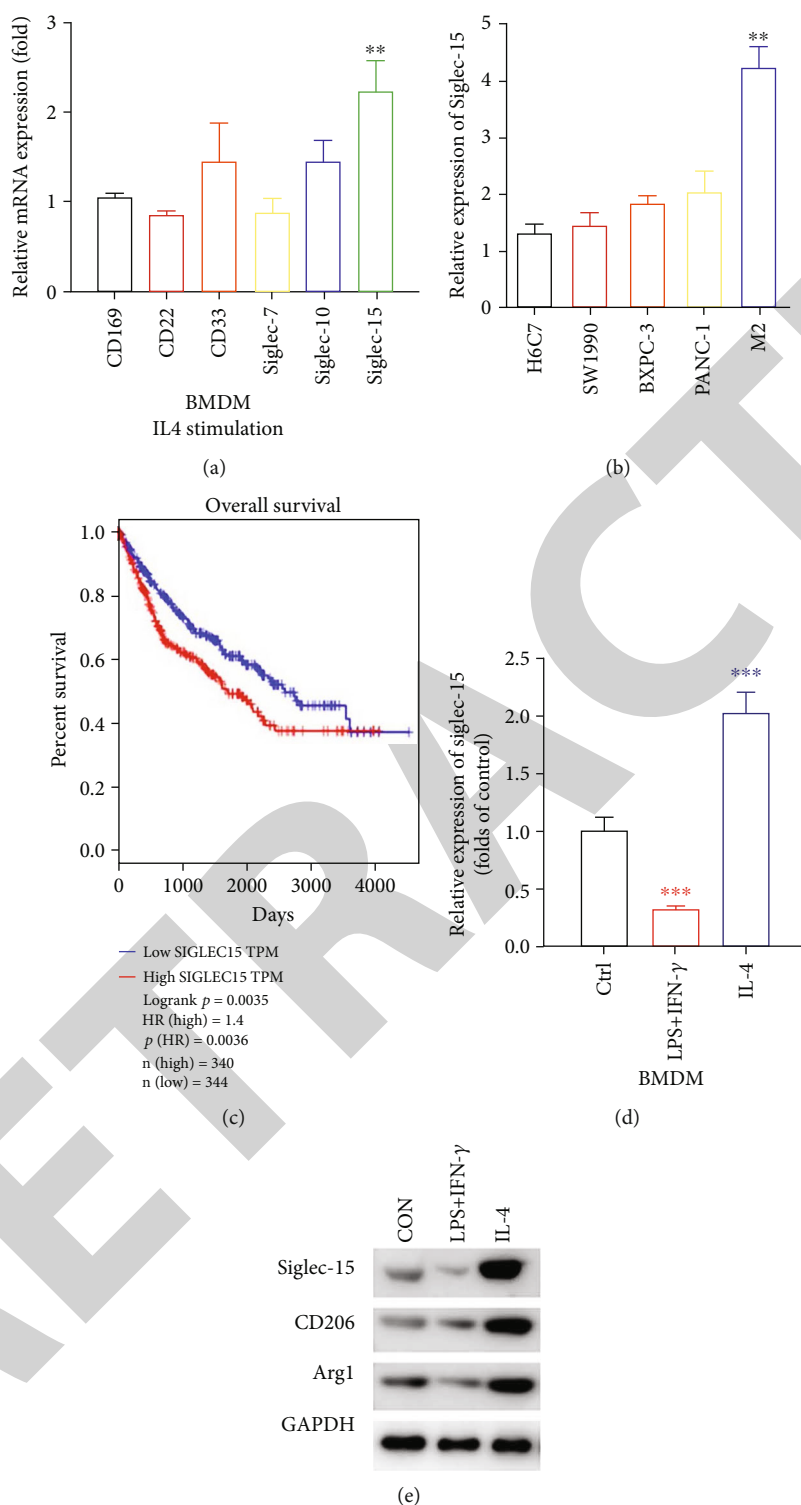 Relative mRNA expression (fold)
3
2
1
0
**
CD169
CD22
CD33
Siglec-7
Siglec-10
Siglec-15
BMDM
IL4 stimulation
(a)
Relative expression of Siglec-15
5
4
3
2
1
0
**
H6C7
SW1990
BXPC-3
PANC-1
M2
(b)
Overall survival
Percent survival
1.0
0.8
0.6
0.4
0.2
0.0
0 1000 2000 3000 4000
Days
Low SIGLEC15 TPM
High SIGLEC15 TPM
Logrank p = 0.0035
HR (high) = 1.4
p (HR) = 0.0036
n (high) = 340
n (low) = 344
(c)
Relative expression of siglec-15
(folds of control)
2.5
2.0
1.5
1.0
0.5
0.0
***
***
Ctrl
LPS+IFN-γ
IL-4
BMDM
(d)
CON
LPS+IFN-γ
IL-4
Siglec-15
CD206
Arg1
GAPDH
(e)
RETRACT